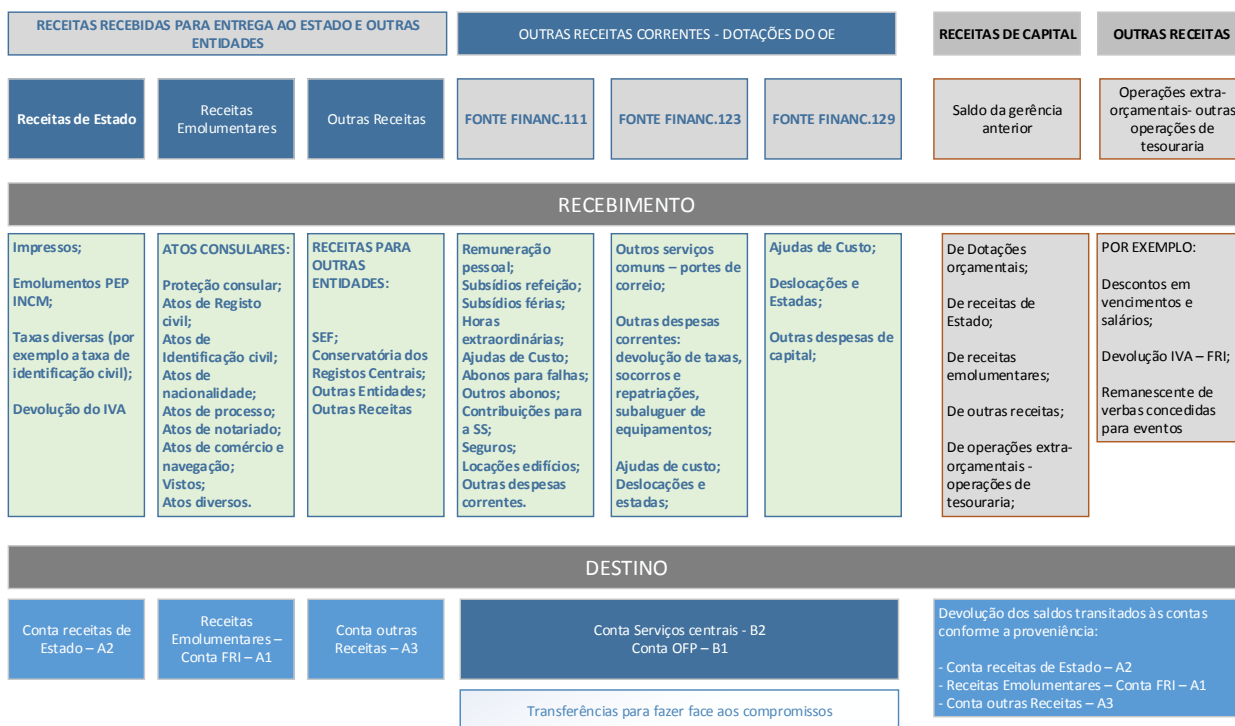 RECEITAS RECEBIDAS PARA ENTREGA AO ESTADO E OUTRAS
ENTIDADES
OUTRAS RECEITAS CORRENTES - DOTAÇÕES DO OE
RECEITAS DE CAPITAL
OUTRAS RECEITAS
Receitas de Estado
Receitas
Emolumentares
Outras Receitas
FONTE FINANC.111
FONTE FINANC.123
FONTE FINANC.129
Saldo da gerência
anterior
Operações extra-
orçamentais- outras
operações de
tesouraria
RECEBIMENTO
Impressos;
Emolumentos PEP
INCM;
Taxas diversas (por
exemplo a taxa de
identificação civil);
Devolução do IVA
ATOS CONSULARES:
Proteção consular;
Atos de Registo
civil;
Atos de
Identificação civil;
Atos de
nacionalidade;
Atos de processo;
Atos de notariado;
Atos de comércio e
navegação;
Vistos;
Atos diversos.
RECEITAS PARA
OUTRAS
ENTIDADES:
SEF;
Conservatória dos
Registos Centrais;
Outras Entidades;
Outras Receitas
Remuneração
pessoal;
Subsídios refeição;
Subsídios férias;
Horas
extraordinárias;
Ajudas de Custo;
Abonos para falhas;
Outros abonos;
Contribuições para
a SS;
Seguros;
Locações edifícios;
Outras despesas
correntes.
Outros serviços
comuns – portes de
correio;
Outras despesas
correntes:
devolução de taxas,
socorros e
repatriações,
subaluguer de
equipamentos;
Ajudas de custo;
Deslocações e
estadas;
Ajudas de Custo;
Deslocações e
Estadas;
Outras despesas de
capital;
De Dotações
orçamentais;
De receitas de
Estado;
De receitas
emolumentares;
De outras receitas;
De operações extra-
orçamentais -
operações de
tesouraria;
POR EXEMPLO:
Descontos em
vencimentos e
salários;
Devolução IVA – FRI;
Remanescente de
verbas concedidas
para eventos
DESTINO
Conta receitas de
Estado – A2
Receitas
Emolumentares –
Conta FRI – A1
Conta outras
Receitas – A3
Conta Serviços centrais - B2
Conta OFP – B1
Transferências para fazer face aos compromissos
Devolução dos saldos transitados às contas
conforme a proveniência:
- Conta receitas de Estado – A2
- Receitas Emolumentares – Conta FRI – A1
- Conta outras Receitas – A3